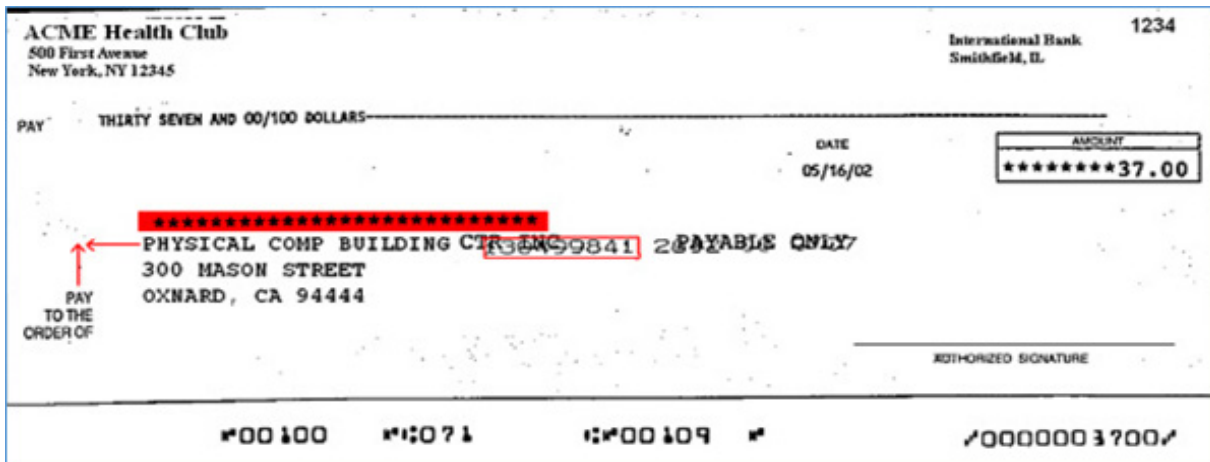 ACME Health Club
500 First Avenue
New York, NY 12345
International Bank
Smithfield, IL
1234
PAY
THIRTY SEVEN AND 00/100 DOLLARS
DATE
05/16/02
AMOUNT
********37.00
***************************
PHYSICAL COMP BUILDING CTR INC PAYABLE ONLY
300 MASON STREET
OXNARD, CA 94444
PAY
TO THE
ORDER OF
AUTHORIZED SIGNATURE
00100 071 00109 0000003700